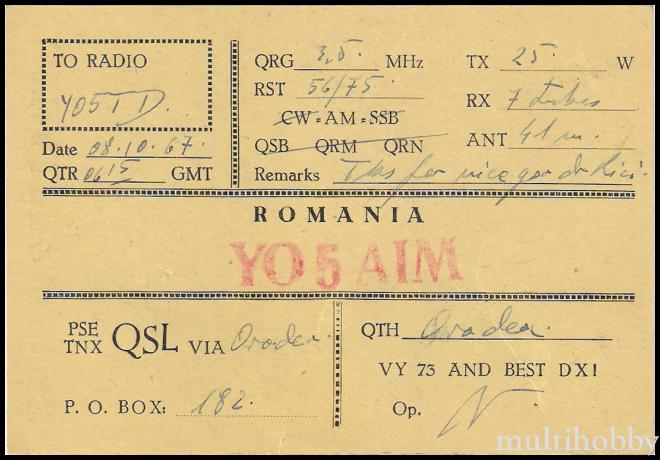 TO RADIO
YO5TD.
Date 08.10.67.
QTR 0615 GMT
QRG 3,5 MHz
RST 56/75.
CW = AM = SSB
QSB QRM QRN
Remarks Tks for nice qso dr
TX 25 W
RX 7 tubes
ANT 41 m.
ROMANIA
YO5AIM
PSE
TNX QSL VIA Oradea.
P. O. BOX: 182.
QTH Oradea.
VY 73 AND BEST DX!
Op.
multihobby